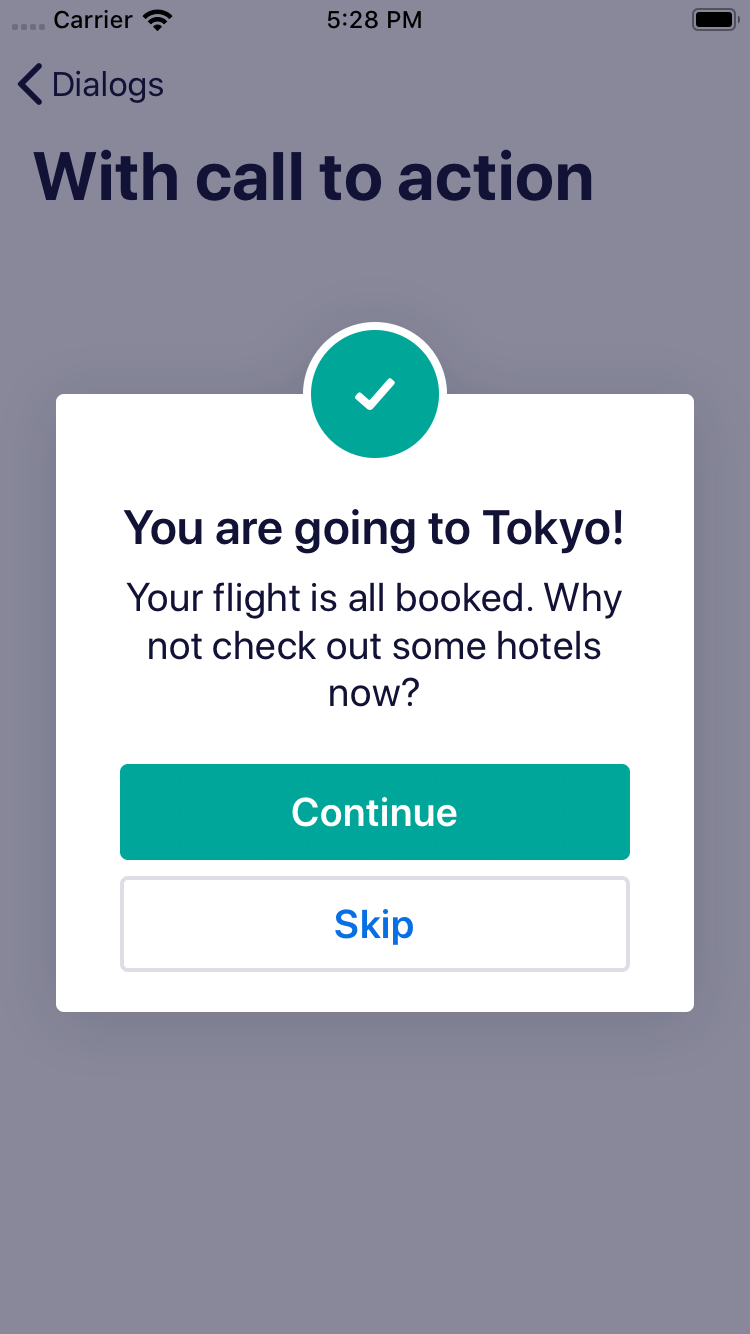 Carrier 5:28 PM
Dialogs
With call to action
You are going to Tokyo!
Your flight is all booked. Why
not check out some hotels
now?
Continue
Skip